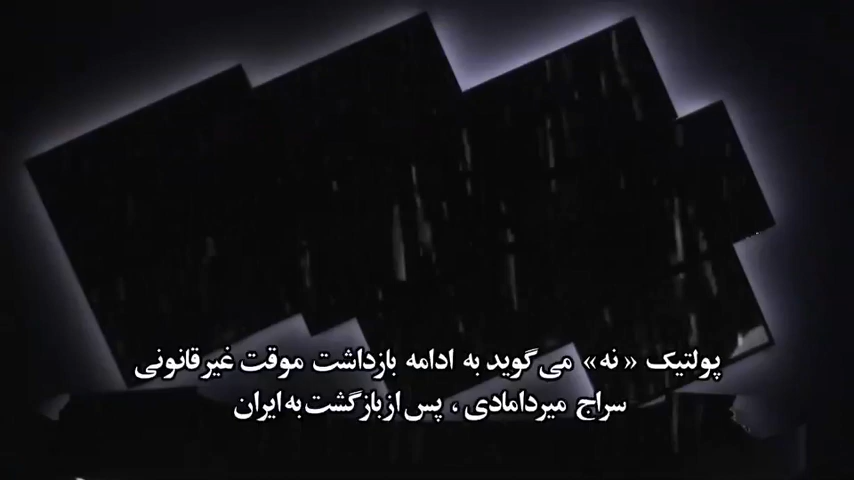 پولتیک «نه» می‌گوید به ادامه بازداشت موقت غیرقانونی
سراج میردامادی، پس از بازگشت به ایران